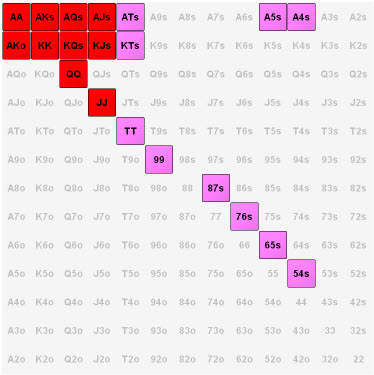 AA AKs AQs AJs ATs A9s A8s A7s A6s A5s A4s A3s A2s
AKo KK KQs KJs KTs K9s K8s K7s K6s K5s K4s K3s K2s
AQo KQo QQ QJs QTs Q9s Q8s Q7s Q6s Q5s Q4s Q3s Q2s
AJo KJo QJo JJ JTs J9s J8s J7s J6s J5s J4s J3s J2s
ATo KTo QTo JTo TT T9s T8s T7s T6s T5s T4s T3s T2s
A9o K9o Q9o J9o T9o 99 98s 97s 96s 95s 94s 93s 92s
A8o K8o Q8o J8o T8o 98o 88 87s 86s 85s 84s 83s 82s
A7o K7o Q7o J7o T7o 97o 87o 77 76s 75s 74s 73s 72s
A6o K6o Q6o J6o T6o 96o 86o 76o 66 65s 64s 63s 62s
A5o K5o Q5o J5o T5o 95o 85o 75o 65o 55 54s 53s 52s
A4o K4o Q4o J4o T4o 94o 84o 74o 64o 54o 44 43s 42s
A3o K3o Q3o J3o T3o 93o 83o 73o 63o 53o 43o 33 32s
A2o K2o Q2o J2o T2o 92o 82o 72o 62o 52o 42o 32o 22